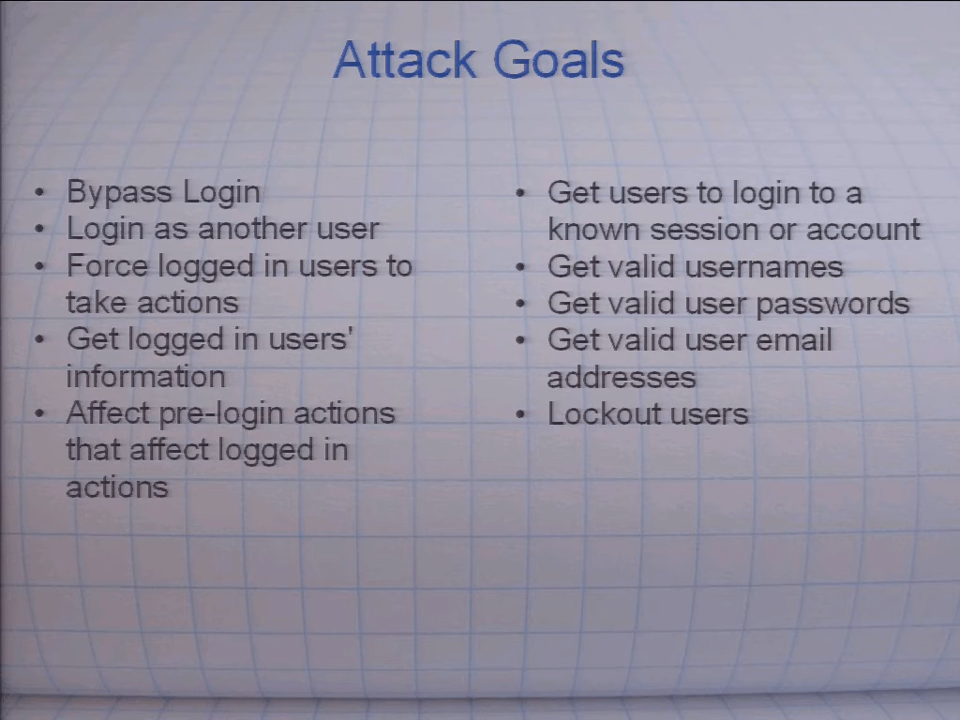 Attack Goals
• Bypass Login
• Login as another user
• Force logged in users to
take actions
• Get logged in users'
information
• Affect pre-login actions
that affect logged in
actions
• Get users to login to a
known session or account
• Get valid usernames
• Get valid user passwords
• Get valid user email
addresses
• Lockout users